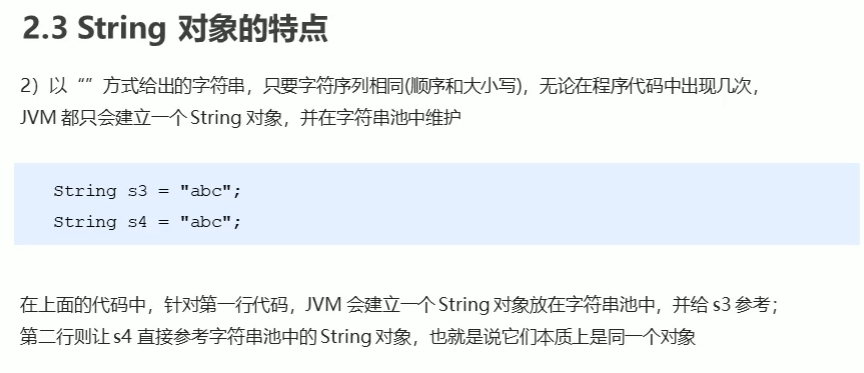 2.3 String 对象的特点
2）以“”方式给出的字符串，只要字符序列相同(顺序和大小写)，无论在程序代码中出现几次，
JVM 都只会建立一个 String 对象，并在字符串池中维护
String s3 = "abc";
String s4 = "abc";
在上面的代码中，针对第一行代码，JVM 会建立一个 String 对象放在字符串池中，并给 s3 参考；
第二行则让 s4 直接参考字符串池中的 String 对象，也就是说它们本质上是同一个对象